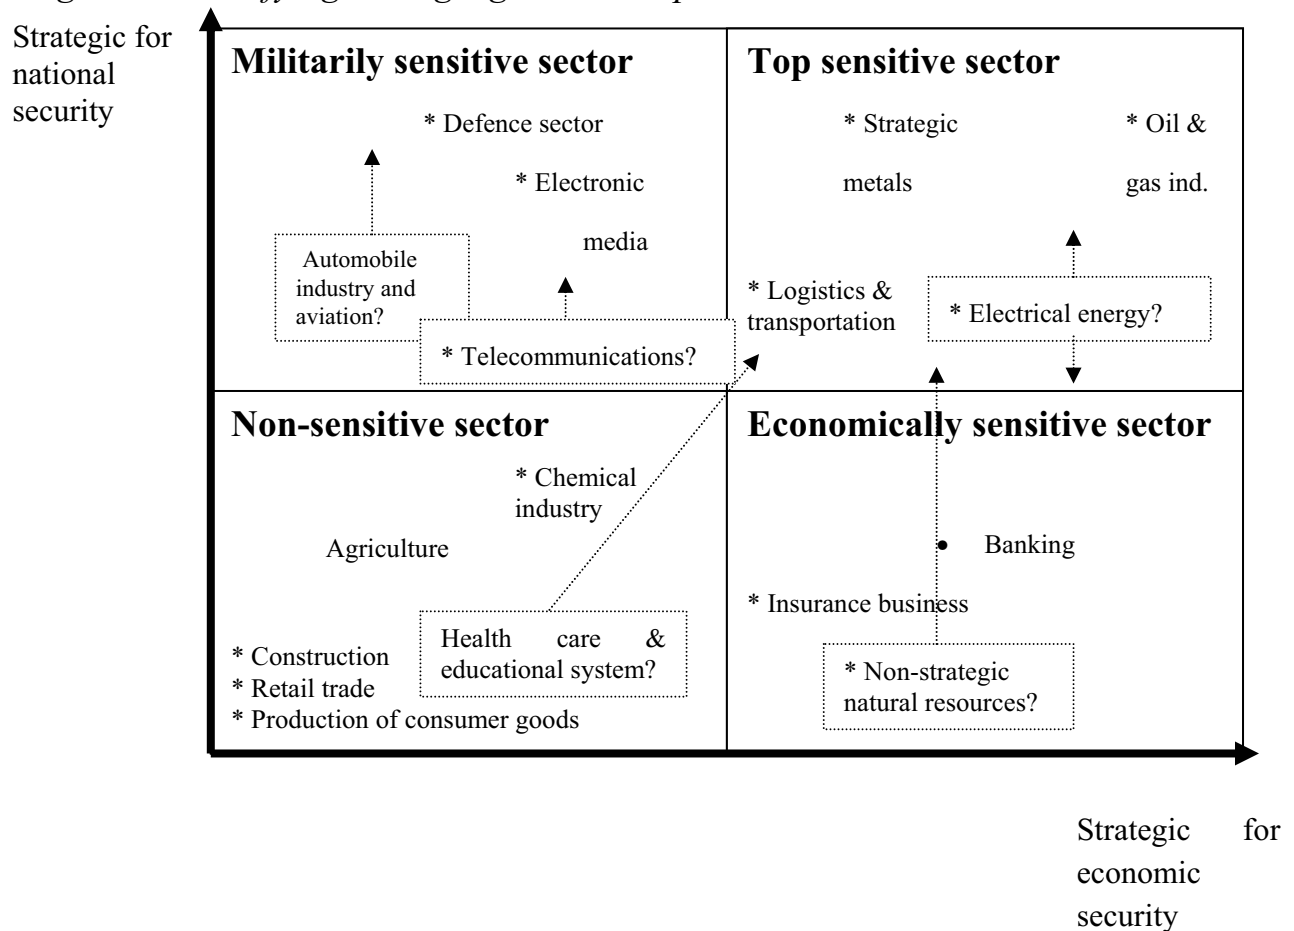 Strategic for
national
security
Militarily sensitive sector
* Defence sector
* Electronic
media
Automobile
industry and
aviation?
* Telecommunications?
Top sensitive sector
* Strategic
metals
* Oil &
gas ind.
* Logistics &
transportation
* Electrical energy?
Non-sensitive sector
* Chemical
industry
Agriculture
Health care &
educational system?
* Construction
* Retail trade
* Production of consumer goods
Economically sensitive sector
• Banking
* Insurance business
* Non-strategic
natural resources?
Strategic for
economic
security